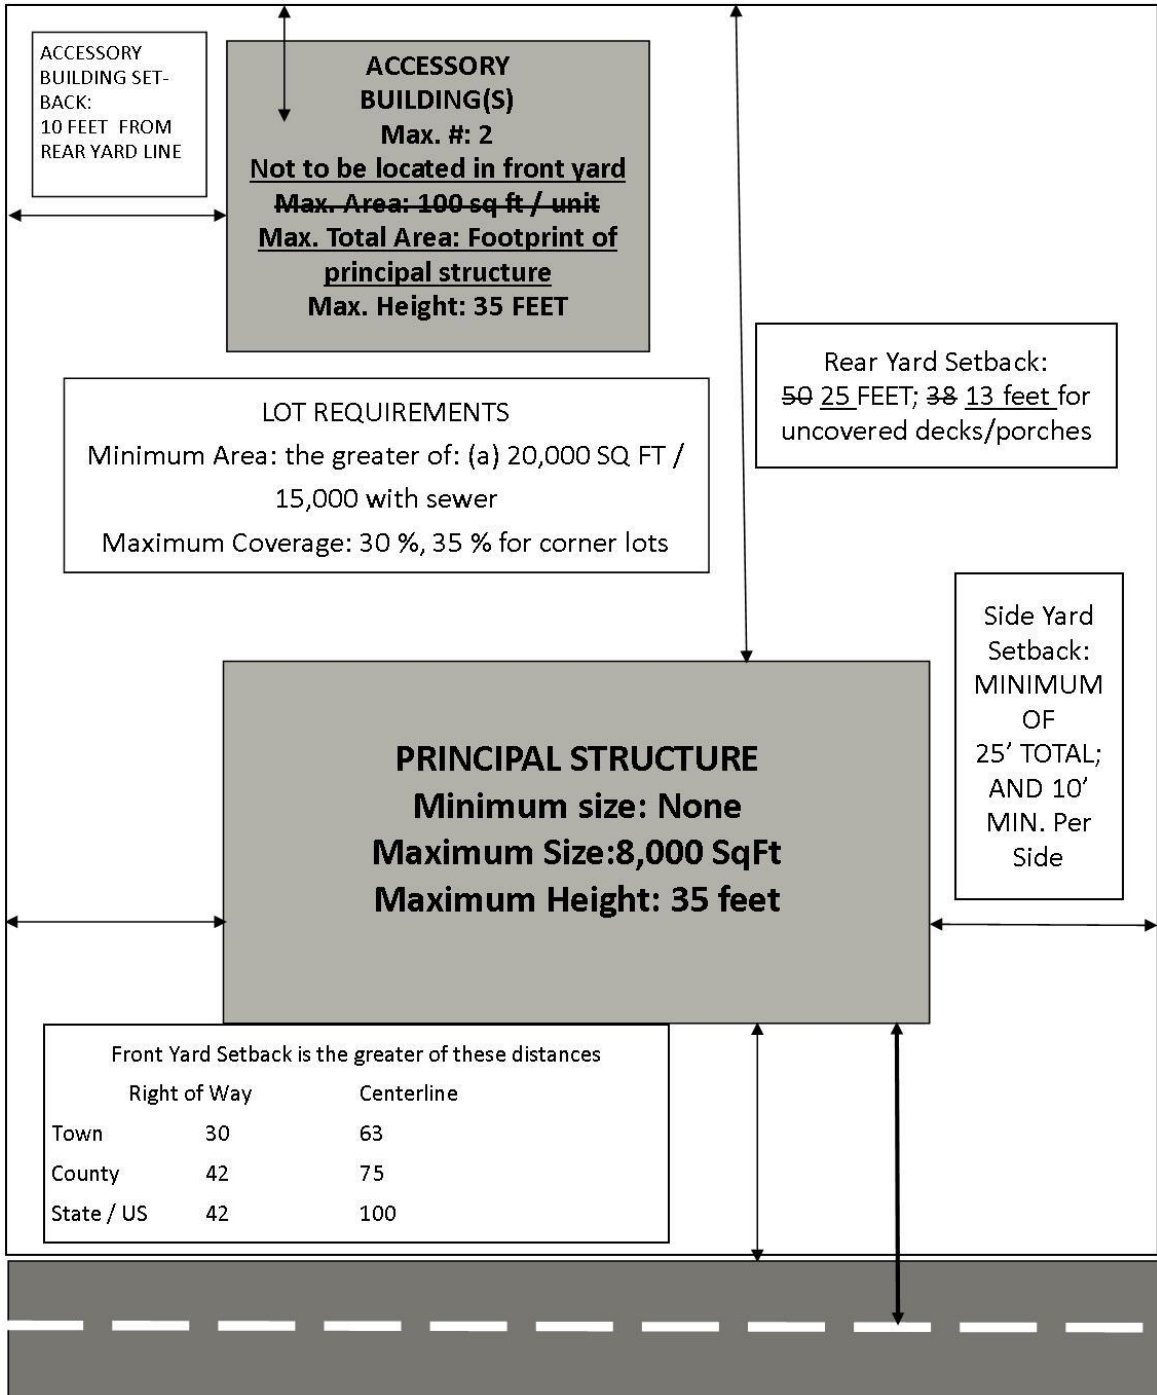 ACCESSORY
BUILDING SET-
BACK:
10 FEET FROM
REAR YARD LINE
ACCESSORY
BUILDING(S)
Max. #: 2
Not to be located in front yard
Max. Area: 100 sq ft / unit
Max. Total Area: Footprint of
principal structure
Max. Height: 35 FEET
Rear Yard Setback:
50 25 FEET; 38 13 feet for
uncovered decks/porches
LOT REQUIREMENTS
Minimum Area: the greater of: (a) 20,000 SQ FT /
15,000 with sewer
Maximum Coverage: 30 %, 35 % for corner lots
Side Yard
Setback:
MINIMUM
OF
25’ TOTAL;
AND 10’
MIN. Per
Side
PRINCIPAL STRUCTURE
Minimum size: None
Maximum Size:8,000 SqFt
Maximum Height: 35 feet
Front Yard Setback is the greater of these distances
Right of Way Centerline
Town 30 63
County 42 75
State / US 42 100